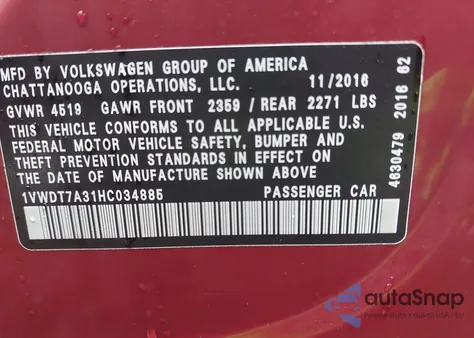 MFD BY VOLKSWAGEN GROUP OF AMERICA
CHATTANOOGA OPERATIONS, LLC. 11/2016
GVWR 4519 GAWR FRONT 2359 / REAR 2271 LBS
THIS VEHICLE CONFORMS TO ALL APPLICABLE U.S.
FEDERAL MOTOR VEHICLE SAFETY, BUMPER, AND
THEFT PREVENTION STANDARDS IN EFFECT ON
THE DATE OF MANUFACTURE SHOWN ABOVE
1VWDT7A31HC034885 PASSENGER CAR
4630479 2016 62
autoSnap